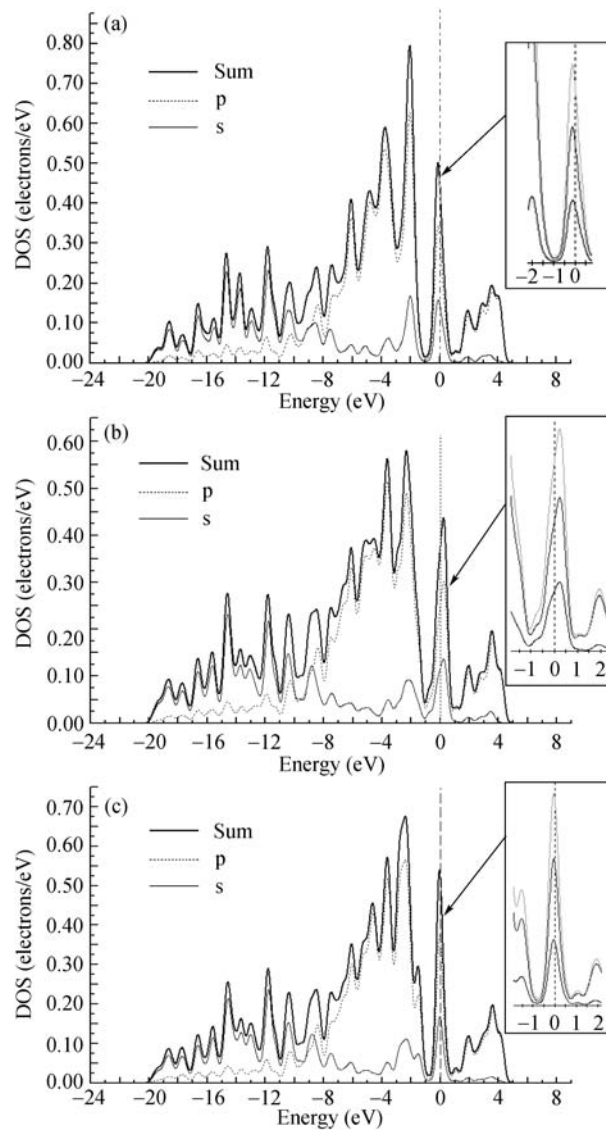 (a)
0.80
0.70
0.60
0.50
0.40
0.30
0.20
0.10
0.00
DOS (electrons/eV)
Sum
p
s
−2 −1 0
−24 −20 −16 −12 −8 −4 0 4 8
Energy (eV)
(b)
0.60
0.50
0.40
0.30
0.20
0.10
0.00
DOS (electrons/eV)
Sum
p
s
−1 0 1 2
−24 −20 −16 −12 −8 −4 0 4 8
Energy (eV)
(c)
0.70
0.60
0.50
0.40
0.30
0.20
0.10
0.00
DOS (electrons/eV)
Sum
p
s
−1 0 1 2
−24 −20 −16 −12 −8 −4 0 4 8
Energy (eV)